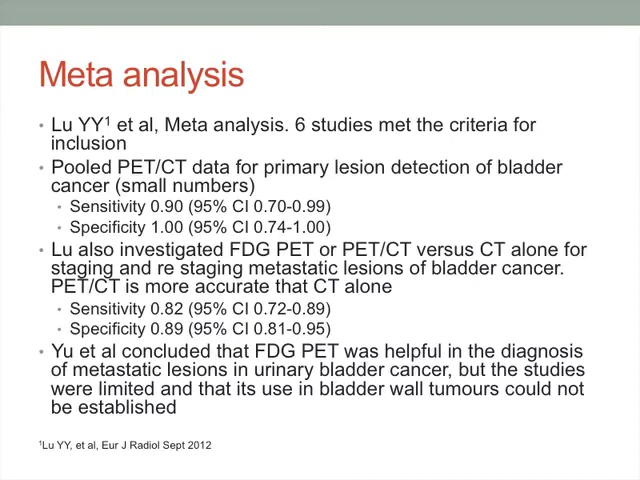 Meta analysis
• Lu YY¹ et al, Meta analysis. 6 studies met the criteria for
inclusion
• Pooled PET/CT data for primary lesion detection of bladder
cancer (small numbers)
• Sensitivity 0.90 (95% CI 0.70-0.99)
• Specificity 1.00 (95% CI 0.74-1.00)
• Lu also investigated FDG PET or PET/CT versus CT alone for
staging and re staging metastatic lesions of bladder cancer.
PET/CT is more accurate that CT alone
• Sensitivity 0.82 (95% CI 0.72-0.89)
• Specificity 0.89 (95% CI 0.81-0.95)
• Yu et al concluded that FDG PET was helpful in the diagnosis
of metastatic lesions in urinary bladder cancer, but the studies
were limited and that its use in bladder wall tumours could not
be established
¹Lu YY, et al, Eur J Radiol Sept 2012